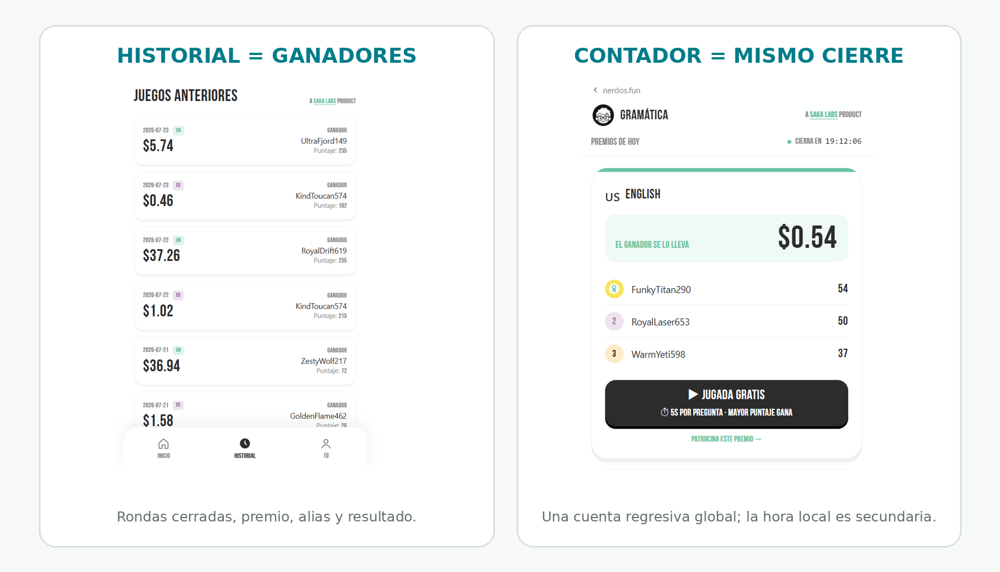 HISTORIAL = GANADORES
JUEGOS ANTERIORES
A SAKA LABS PRODUCT
2026-07-23 EN
GANADOR
$5.74
UltraFjord149
Puntaje: 235
2026-07-23 ES
GANADOR
$0.46
KindToucan574
Puntaje: 102
2026-07-22 EN
GANADOR
$37.26
RoyalDrift619
Puntaje: 235
2026-07-22 ES
GANADOR
$1.02
KindToucan574
Puntaje: 215
2026-07-21 EN
GANADOR
$36.94
ZestyWolf217
Puntaje: 72
2026-07-21 ES
GANADOR
$1.58
GoldenFlame462
Puntaje: 26
INICIO
HISTORIAL
TÚ
Rondas cerradas, premio, alias y resultado.
CONTADOR = MISMO CIERRE
nerdos.fun
GRAMÁTICA
A SAKA LABS PRODUCT
PREMIOS DE HOY
CIERRA EN 19:12:06
US ENGLISH
EL GANADOR SE LO LLEVA
$0.54
FunkyTitan290 54
2 RoyalLaser653 50
3 WarmYeti598 37
JUGADA GRATIS
5S POR PREGUNTA · MAYOR PUNTAJE GANA
PATROCINA ESTE PREMIO →
Una cuenta regresiva global; la hora local es secundaria.